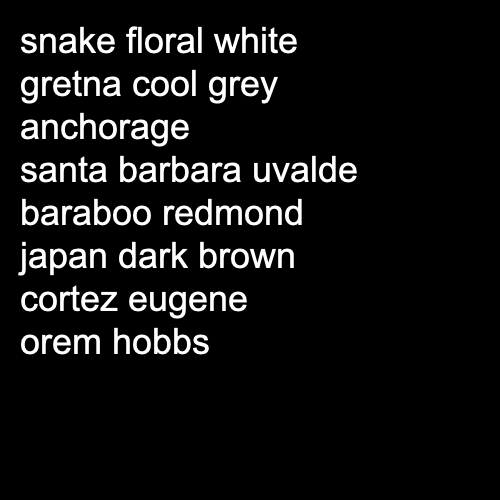 snake floral white
gretna cool grey
anchorage
santa barbara uvalde
baraboo redmond
japan dark brown
cortez eugene
orem hobbs